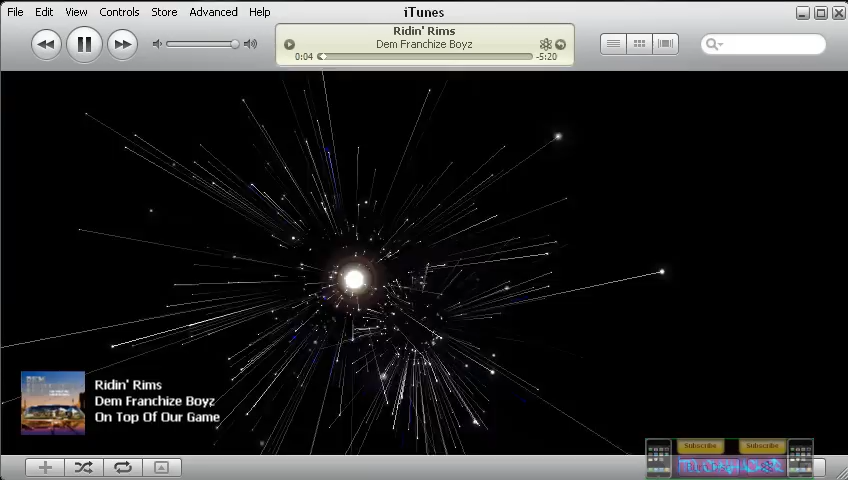 File Edit View Controls Store Advanced Help
iTunes
Ridin' Rims
Dem Franchize Boyz
0:04
-5:20
Ridin' Rims
Dem Franchize Boyz
On Top Of Our Game
Subscribe
Subscribe